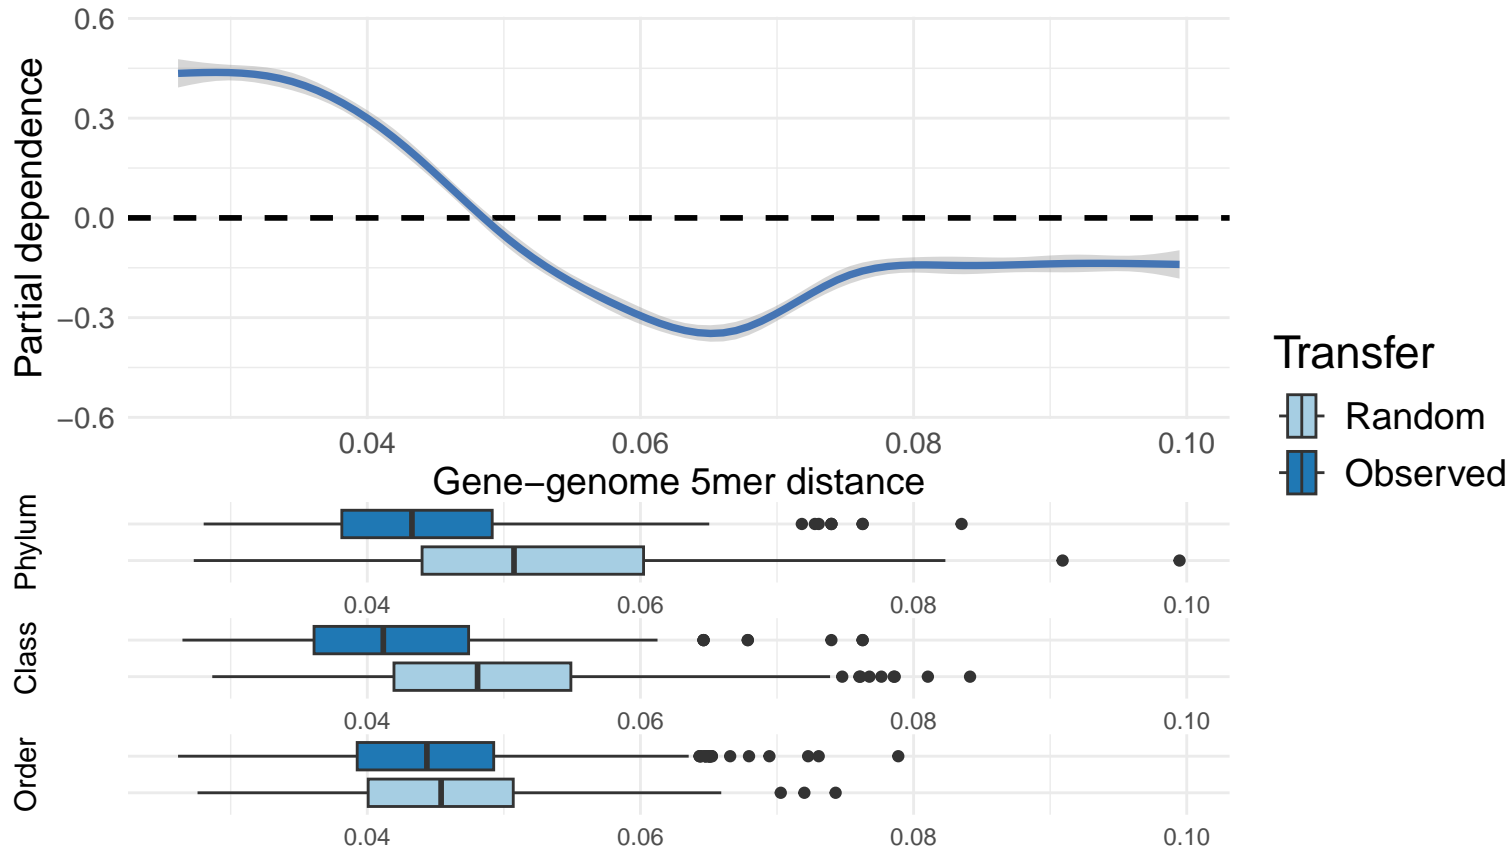 0.6
0.3
0.0
−0.3
−0.6
Partial dependence
0.04 0.06 0.08 0.10
Gene−genome 5mer distance
Transfer
Random
Observed
Phylum
0.04 0.06 0.08 0.10
Class
0.04 0.06 0.08 0.10
Order
0.04 0.06 0.08 0.10